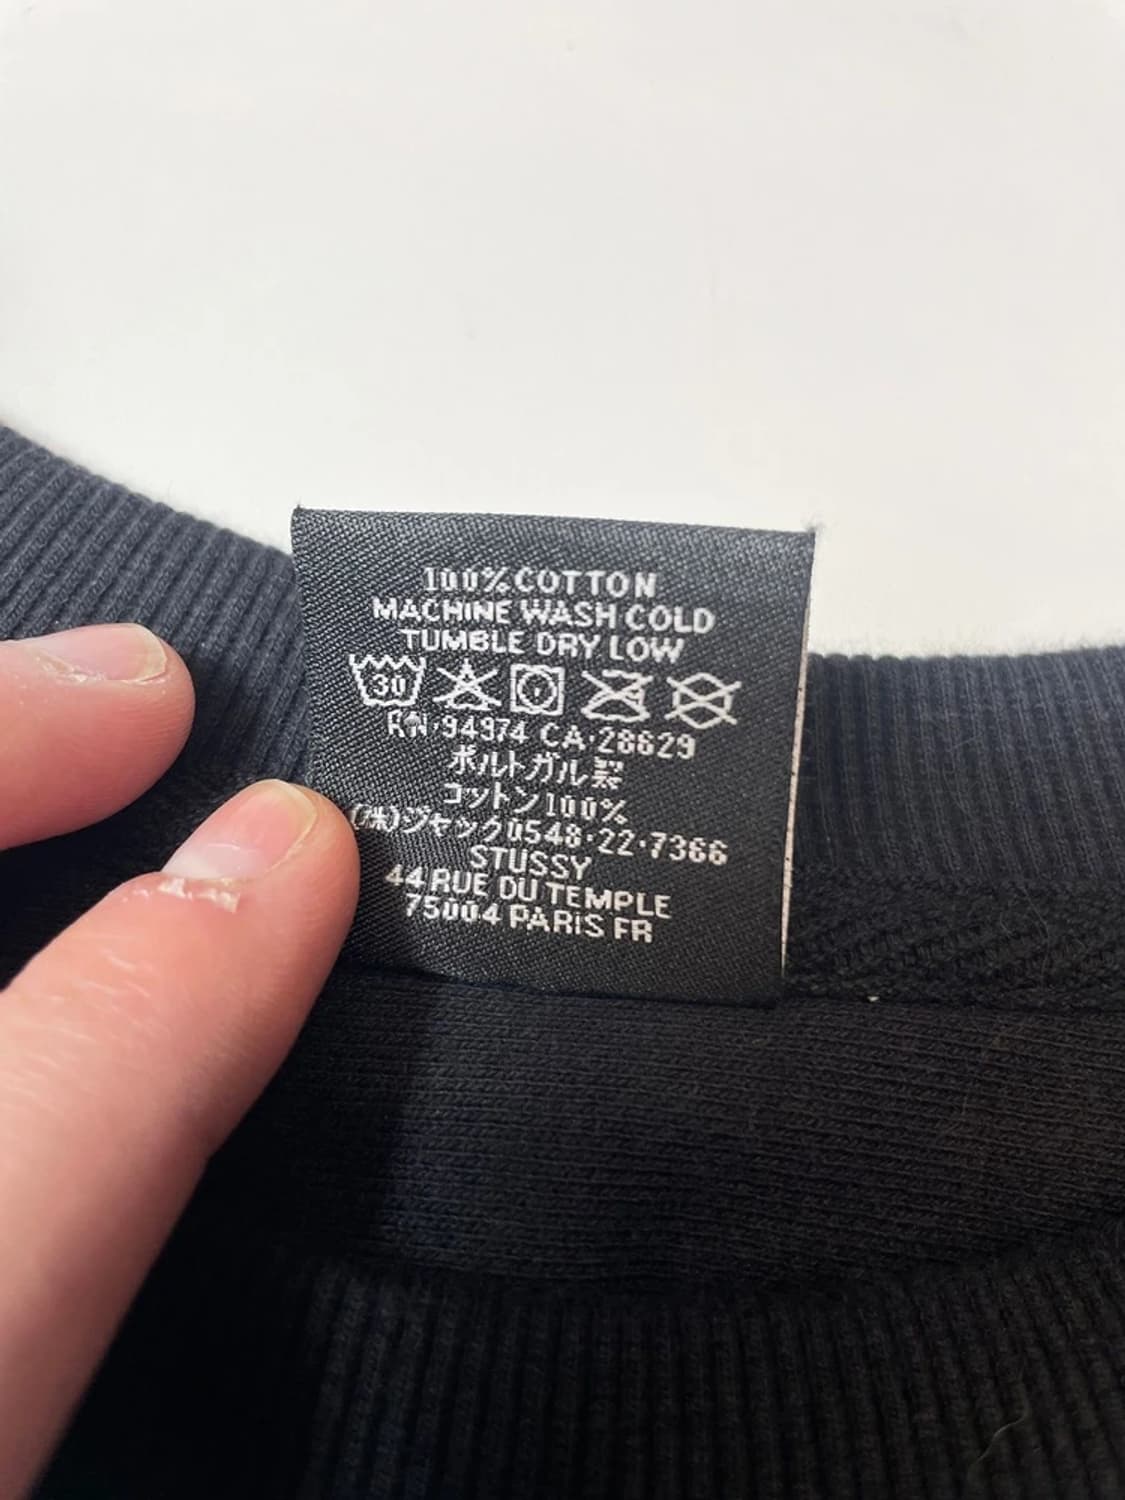 100% COTTON
MACHINE WASH COLD
TUMBLE DRY LOW
30
RN·94974 CA·28629
ポルトガル製
コットン100%
(株)ジャック0548·22·7366
STUSSY
44 RUE DU TEMPLE
75004 PARIS FR